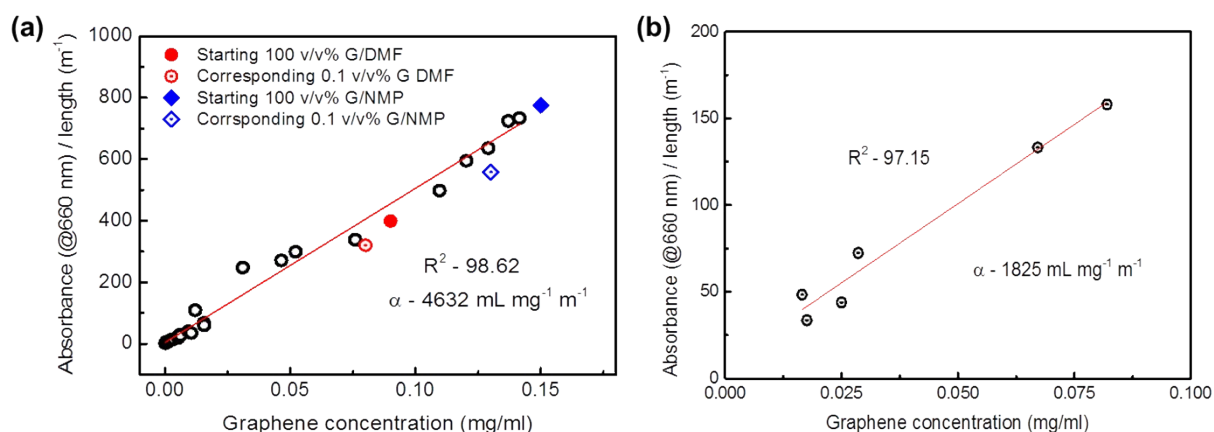 (a)
Absorbance (@660 nm) / length (m⁻¹)
1000
800
600
400
200
0
Starting 100 v/v% G/DMF
Corresponding 0.1 v/v% G DMF
Starting 100 v/v% G/NMP
Corrsponding 0.1 v/v% G/NMP
R² - 98.62
α - 4632 mL mg⁻¹ m⁻¹
0.00 0.05 0.10 0.15
Graphene concentration (mg/ml)
(b)
Absorbance (@660 nm) / length (m⁻¹)
200
150
100
50
0
R² - 97.15
α - 1825 mL mg⁻¹ m⁻¹
0.000 0.025 0.050 0.075 0.100
Graphene concentration (mg/ml)